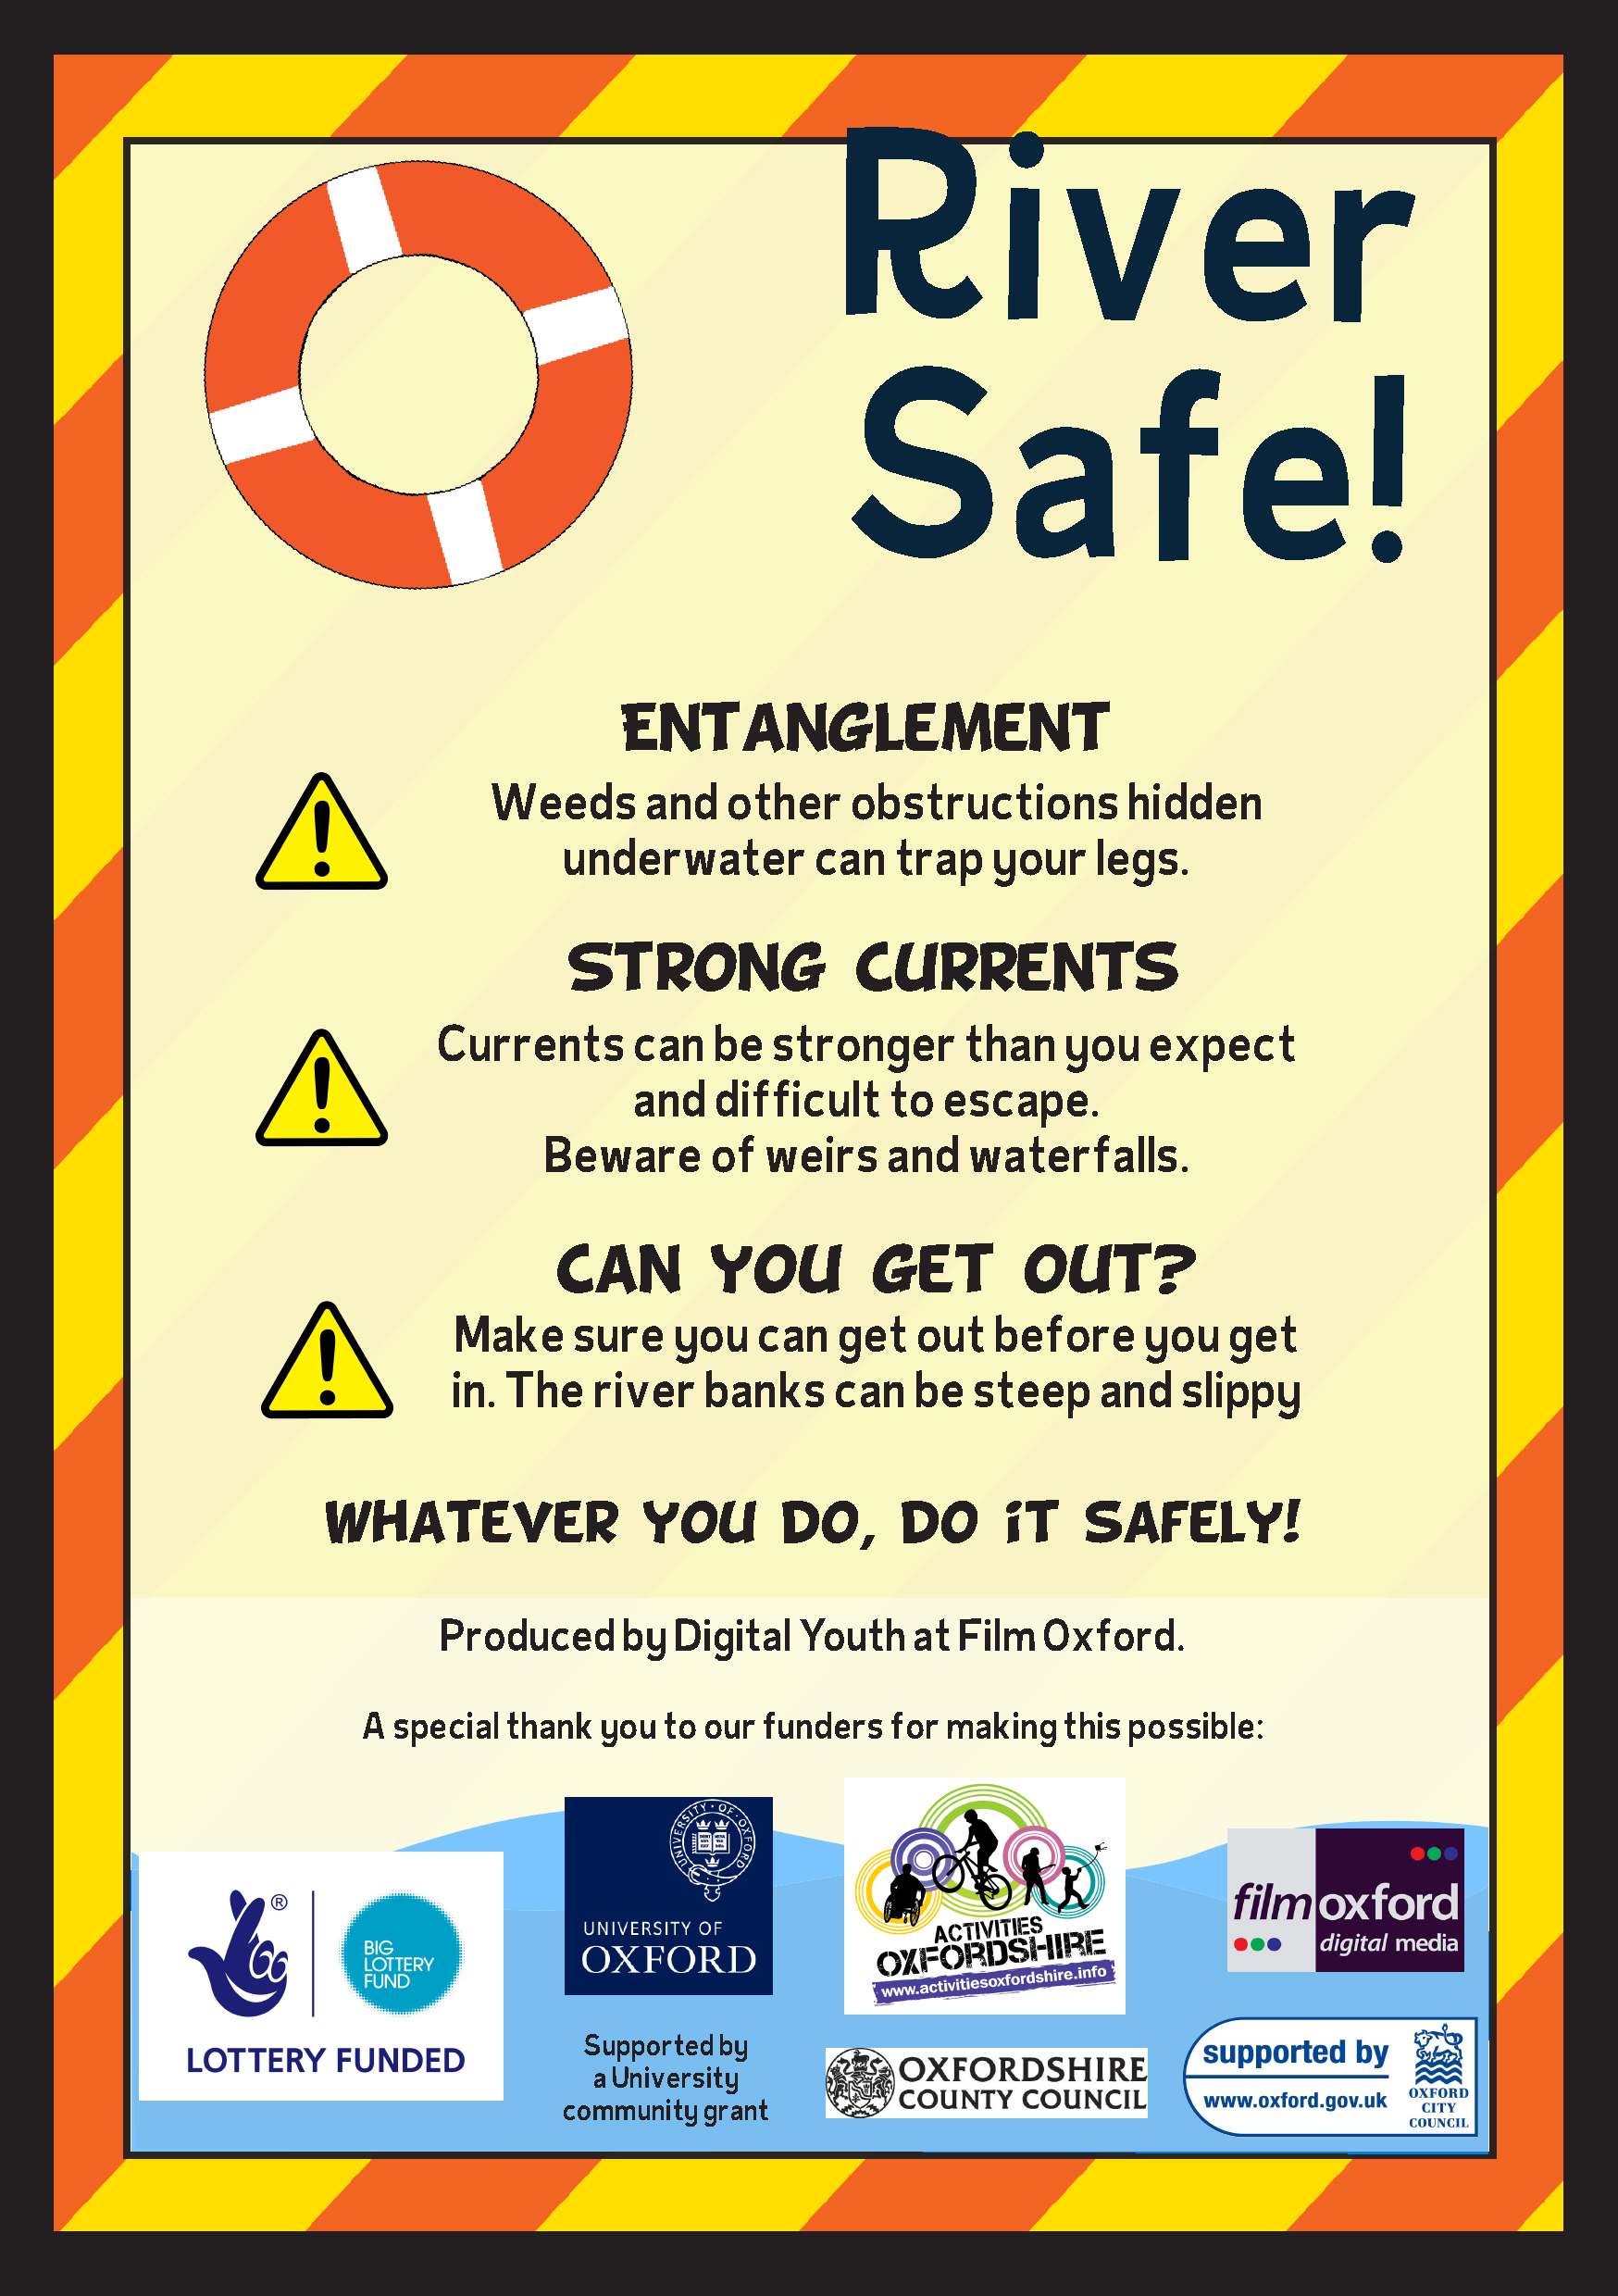 River
Safe!
ENTANGLEMENT
Weeds and other obstructions hidden
underwater can trap your legs.
STRONG CURRENTS
Currents can be stronger than you expect
and difficult to escape.
Beware of weirs and waterfalls.
CAN YOU GET OUT?
Make sure you can get out before you get
in. The river banks can be steep and slippy
WHATEVER YOU DO, DO iT SAFELY!
Produced by Digital Youth at Film Oxford.
A special thank you to our funders for making this possible:
®
BIG
LOTTERY
FUND
LOTTERY FUNDED
UNIVERSITY · OF · OXFORD
UNIVERSITY OF
OXFORD
Supported by
a University
community grant
ACTIVITIES
OXFORDSHIRE
www.activitiesoxfordshire.info
OXFORDSHIRE
COUNTY COUNCIL
filmoxford
digital media
supported by
www.oxford.gov.uk
OXFORD
CITY
COUNCIL